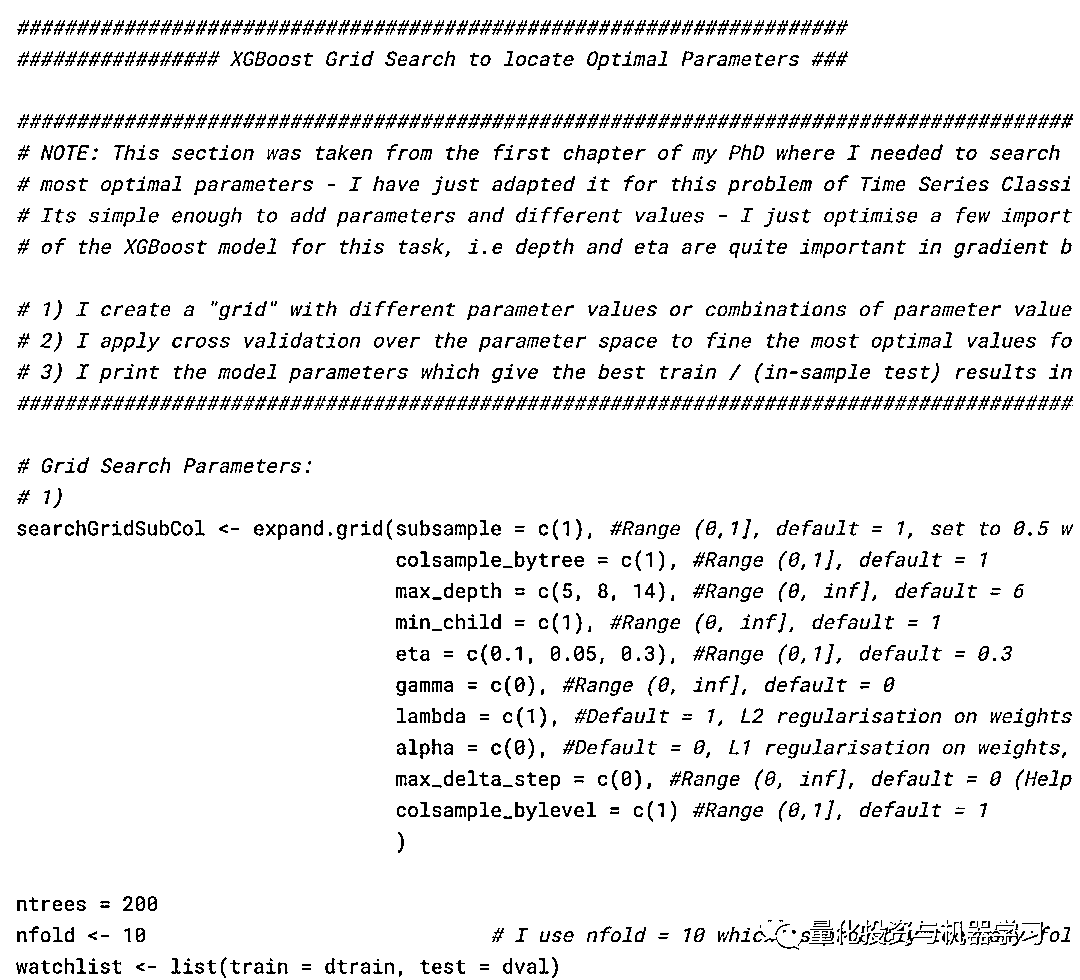 ######################################################################
################# XGBoost Grid Search to locate Optimal Parameters ###
#########################################################################################
# NOTE: This section was taken from the first chapter of my PhD where I needed to search
# most optimal parameters - I have just adapted it for this problem of Time Series Classi
# Its simple enough to add parameters and different values - I just optimise a few import
# of the XGBoost model for this task, i.e depth and eta are quite important in gradient b
# 1) I create a "grid" with different parameter values or combinations of parameter value
# 2) I apply cross validation over the parameter space to fine the most optimal values fo
# 3) I print the model parameters which give the best train / (in-sample test) results in
#########################################################################################
# Grid Search Parameters:
# 1)
searchGridSubCol <- expand.grid(subsample = c(1), #Range (0,1], default = 1, set to 0.5 w
colsample_bytree = c(1), #Range (0,1], default = 1
max_depth = c(5, 8, 14), #Range (0, inf], default = 6
min_child = c(1), #Range (0, inf], default = 1
eta = c(0.1, 0.05, 0.3), #Range (0,1], default = 0.3
gamma = c(0), #Range (0, inf], default = 0
lambda = c(1), #Default = 1, L2 regularisation on weights
alpha = c(0), #Default = 0, L1 regularisation on weights,
max_delta_step = c(0), #Range (0, inf], default = 0 (Help
colsample_bylevel = c(1) #Range (0,1], default = 1
)
ntrees = 200
nfold <- 10 # I use nfold = 10 which fol
量化投资与机器学习
watchlist <- list(train = dtrain, test = dval)